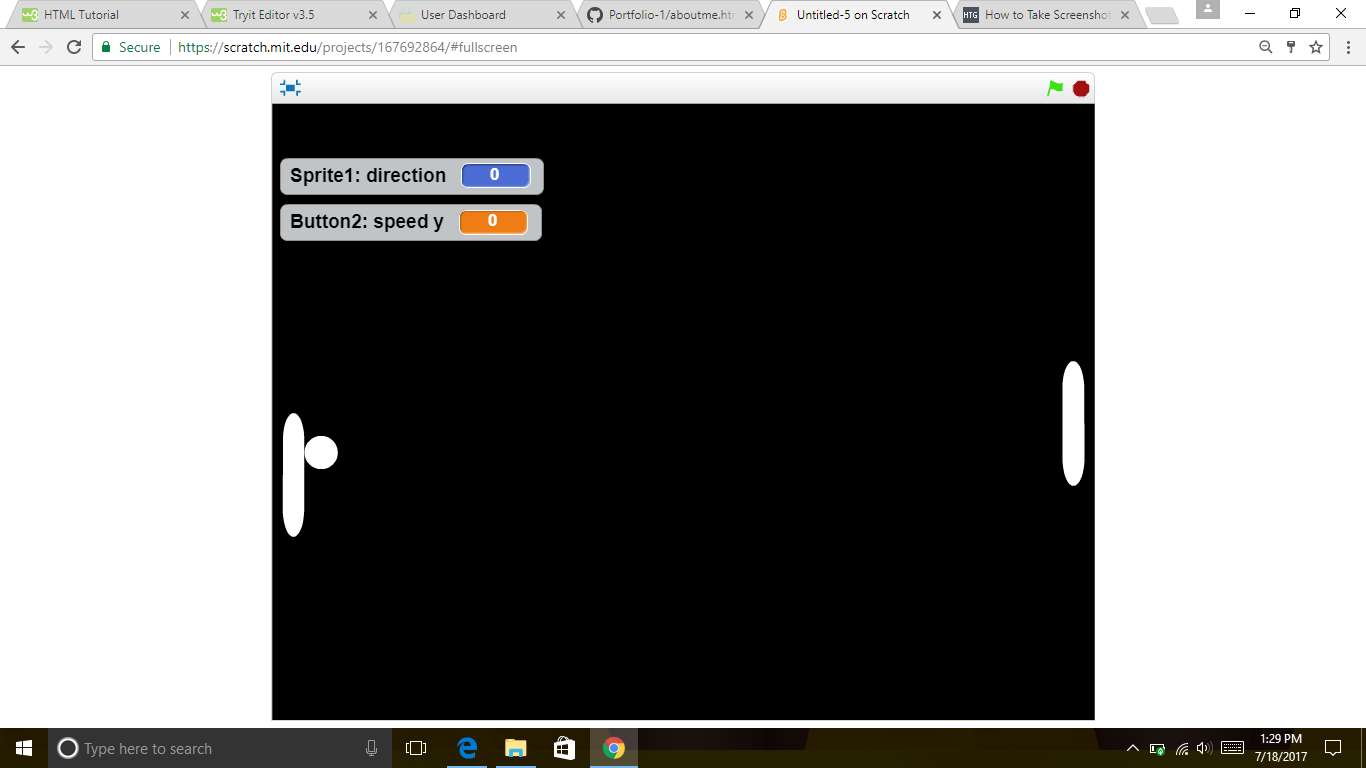 HTML Tutorial
Tryit Editor v3.5
User Dashboard
Portfolio-1/aboutme.htm
Untitled-5 on Scratch
HTG How to Take Screenshot
Secure https://scratch.mit.edu/projects/167692864/#fullscreen
Sprite1: direction 0
Button2: speed y 0
Type here to search
1:29 PM
7/18/2017